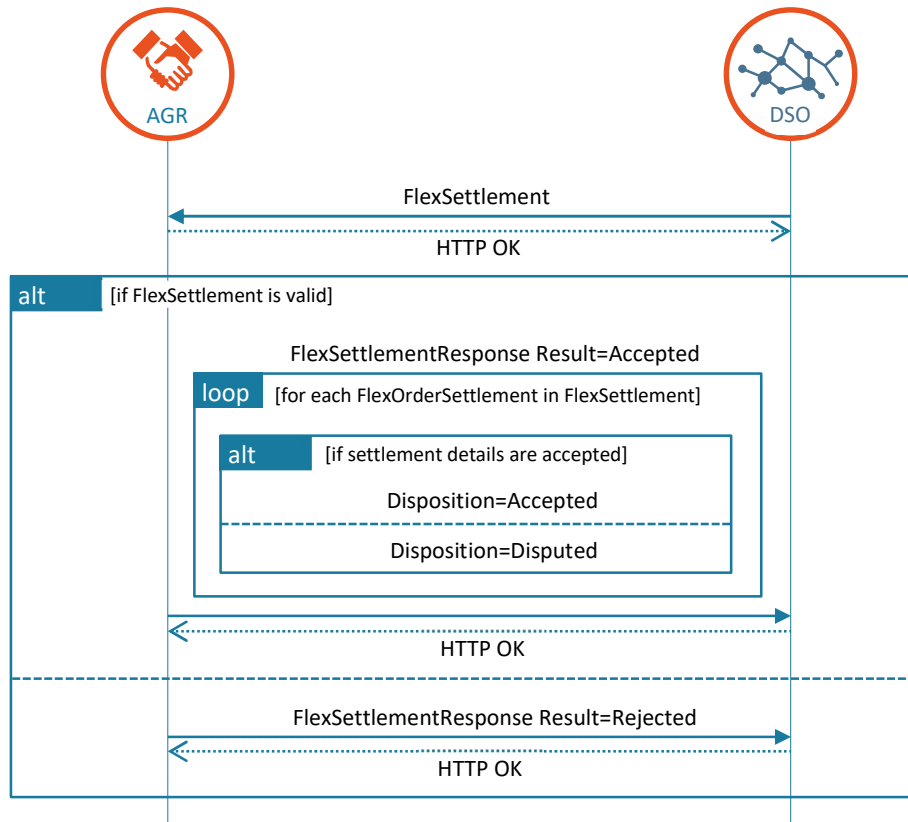 AGR
DSO
FlexSettlement
HTTP OK
alt
[if FlexSettlement is valid]
FlexSettlementResponse Result=Accepted
loop
[for each FlexOrderSettlement in FlexSettlement]
alt
[if settlement details are accepted]
Disposition=Accepted
Disposition=Disputed
HTTP OK
FlexSettlementResponse Result=Rejected
HTTP OK